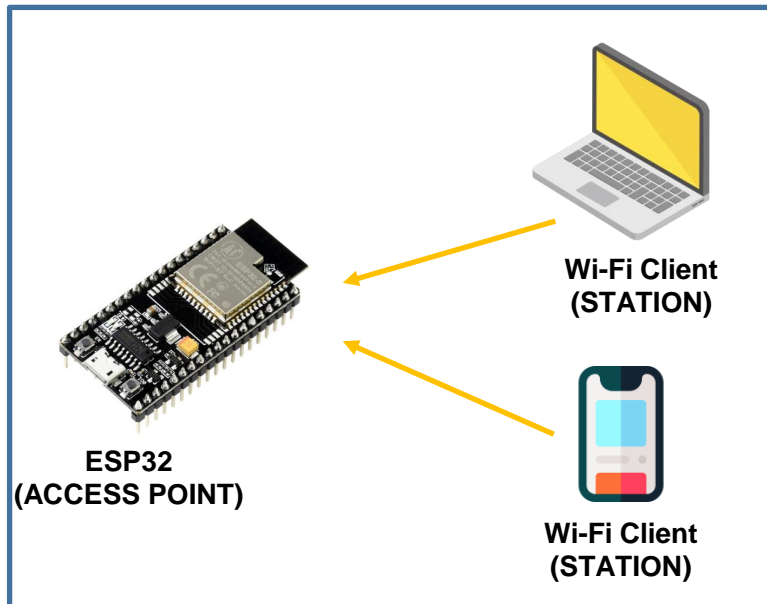 Wi-Fi Client
(STATION)
ESP32
(ACCESS POINT)
Wi-Fi Client
(STATION)